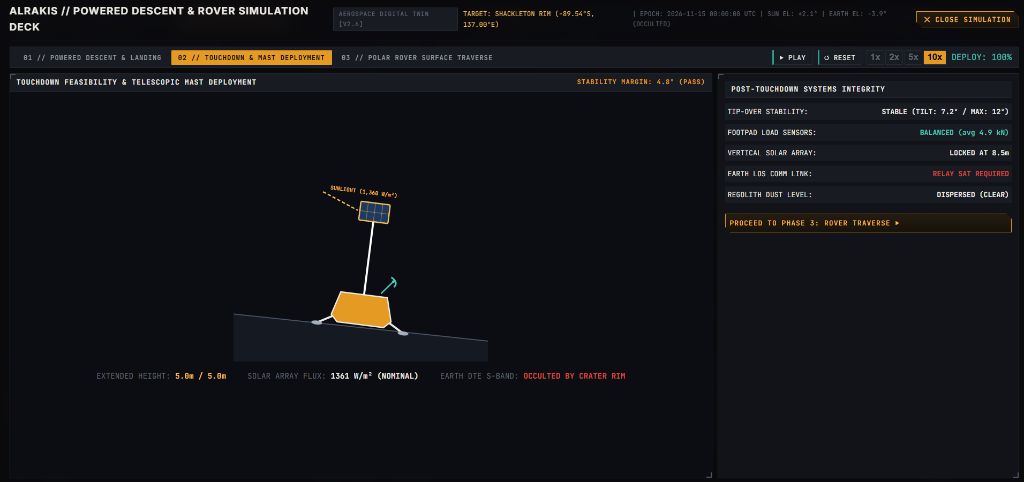 ALRAKIS // POWERED DESCENT & ROVER SIMULATION
DECK
AEROSPACE DIGITAL TWIN
[V2.4]
TARGET: SHACKLETON RIM (-89.54°S,
137.00°E)
| EPOCH: 2026-11-15 00:00:00 UTC | SUN EL: +2.1° | EARTH EL: -3.9°
(OCCULTED)
✕ CLOSE SIMULATION
01 // POWERED DESCENT & LANDING
02 // TOUCHDOWN & MAST DEPLOYMENT
03 // POLAR ROVER SURFACE TRAVERSE
▶ PLAY
↺ RESET
1x
2x
5x
10x
DEPLOY: 100%
TOUCHDOWN FEASIBILITY & TELESCOPIC MAST DEPLOYMENT
STABILITY MARGIN: 4.8° (PASS)
SUNLIGHT (1,360 W/m²)
EXTENDED HEIGHT: 5.0m / 5.0m
SOLAR ARRAY FLUX: 1361 W/m² (NOMINAL)
EARTH DTE S-BAND: OCCULTED BY CRATER RIM
POST-TOUCHDOWN SYSTEMS INTEGRITY
TIP-OVER STABILITY: STABLE (TILT: 7.2° / MAX: 12°)
FOOTPAD LOAD SENSORS: BALANCED (avg 4.9 kN)
VERTICAL SOLAR ARRAY: LOCKED AT 8.5m
EARTH LOS COMM LINK: RELAY SAT REQUIRED
REGOLITH DUST LEVEL: DISPERSED (CLEAR)
PROCEED TO PHASE 3: ROVER TRAVERSE ▶